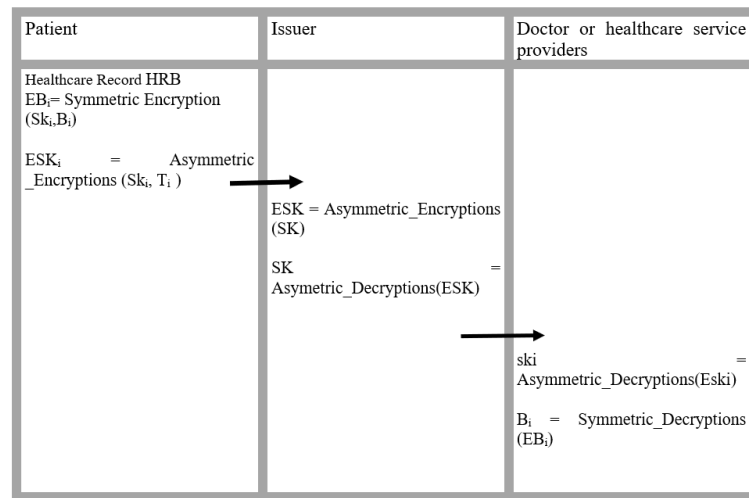 Patient
Issuer
Doctor or healthcare service
providers
Healthcare Record HRB
EBi= Symmetric Encryption
(Ski,Bi)
ESKi = Asymmetric
_Encryptions (Ski, Ti )
ESK = Asymmetric_Encryptions
(SK)
SK =
Asymetric_Decryptions(ESK)
ski =
Asymmetric_Decryptions(Eski)
Bi = Symmetric_Decryptions
(EBi)